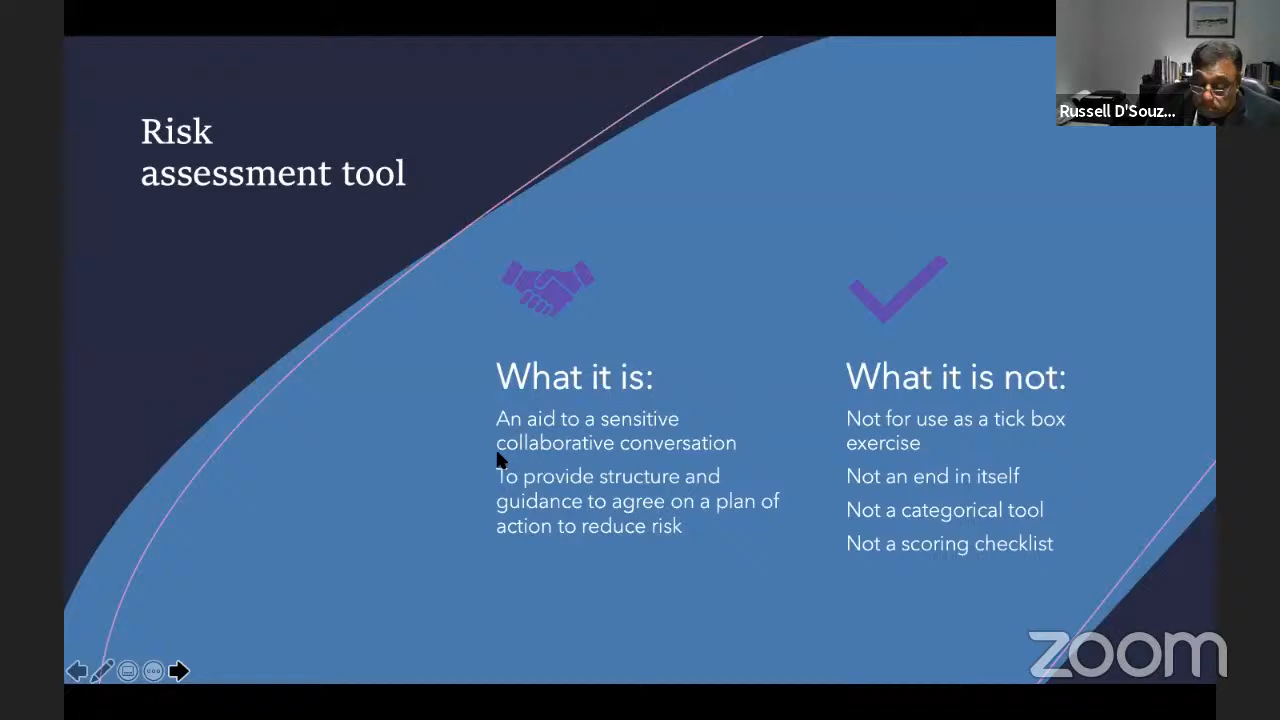 Risk
assessment tool
Russell D'Souz...
What it is:
An aid to a sensitive
collaborative conversation
To provide structure and
guidance to agree on a plan of
action to reduce risk
What it is not:
Not for use as a tick box
exercise
Not an end in itself
Not a categorical tool
Not a scoring checklist
zoom